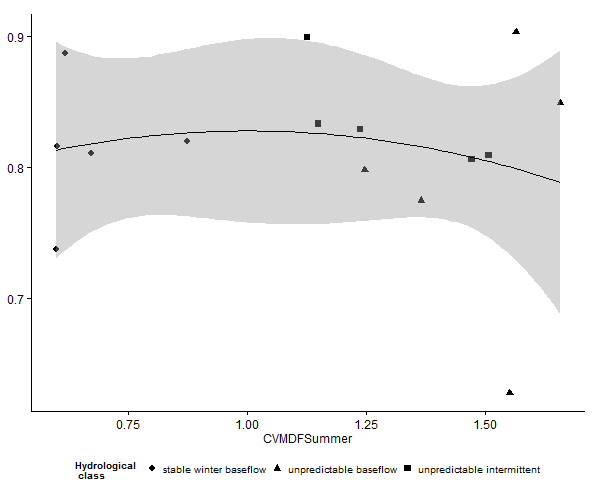 0.9
0.8
0.7
0.75
1.00
1.25
1.50
CVMDFSummer
Hydrological
class
stable winter baseflow
unpredictable baseflow
unpredictable intermittent